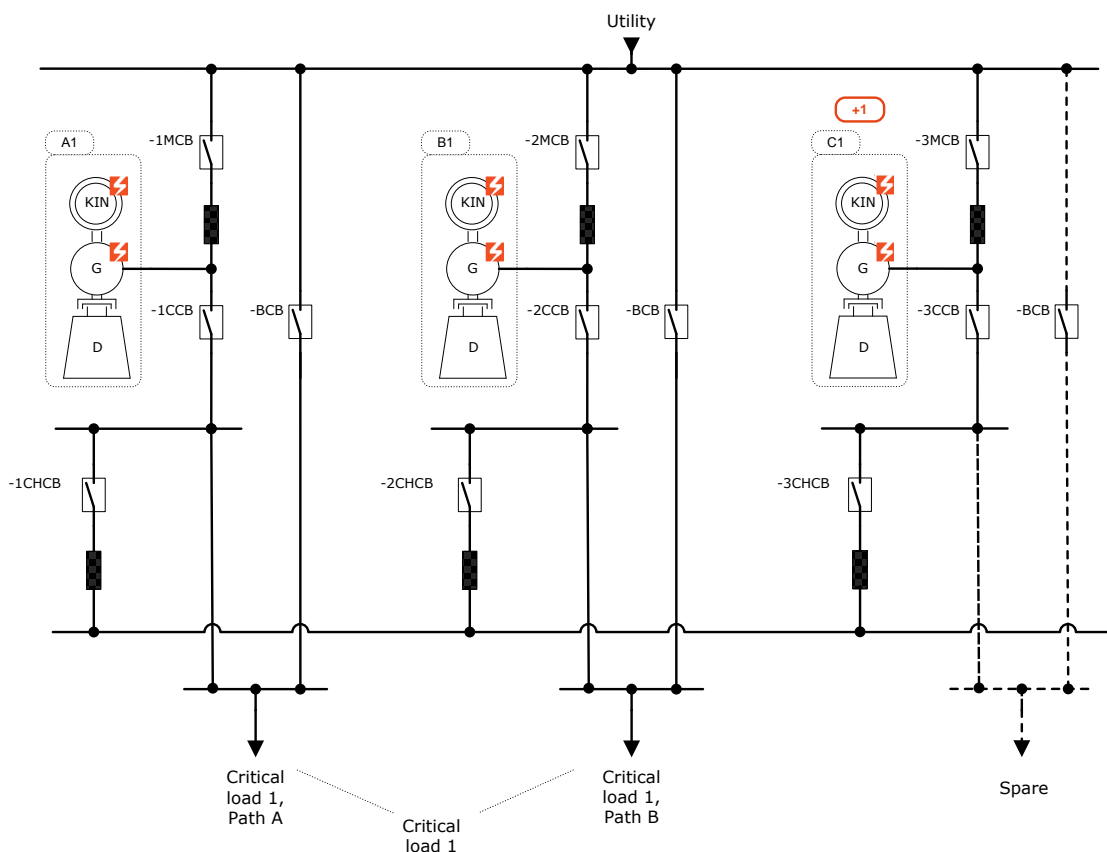 Utility
+1
A1
-1MCB
B1
-2MCB
C1
-3MCB
KIN
KIN
KIN
G
G
G
-1CCB
-BCB
-2CCB
-BCB
-3CCB
-BCB
D
D
D
-1CHCB
-2CHCB
-3CHCB
Critical
load 1,
Path A
Critical
load 1
Critical
load 1,
Path B
Spare